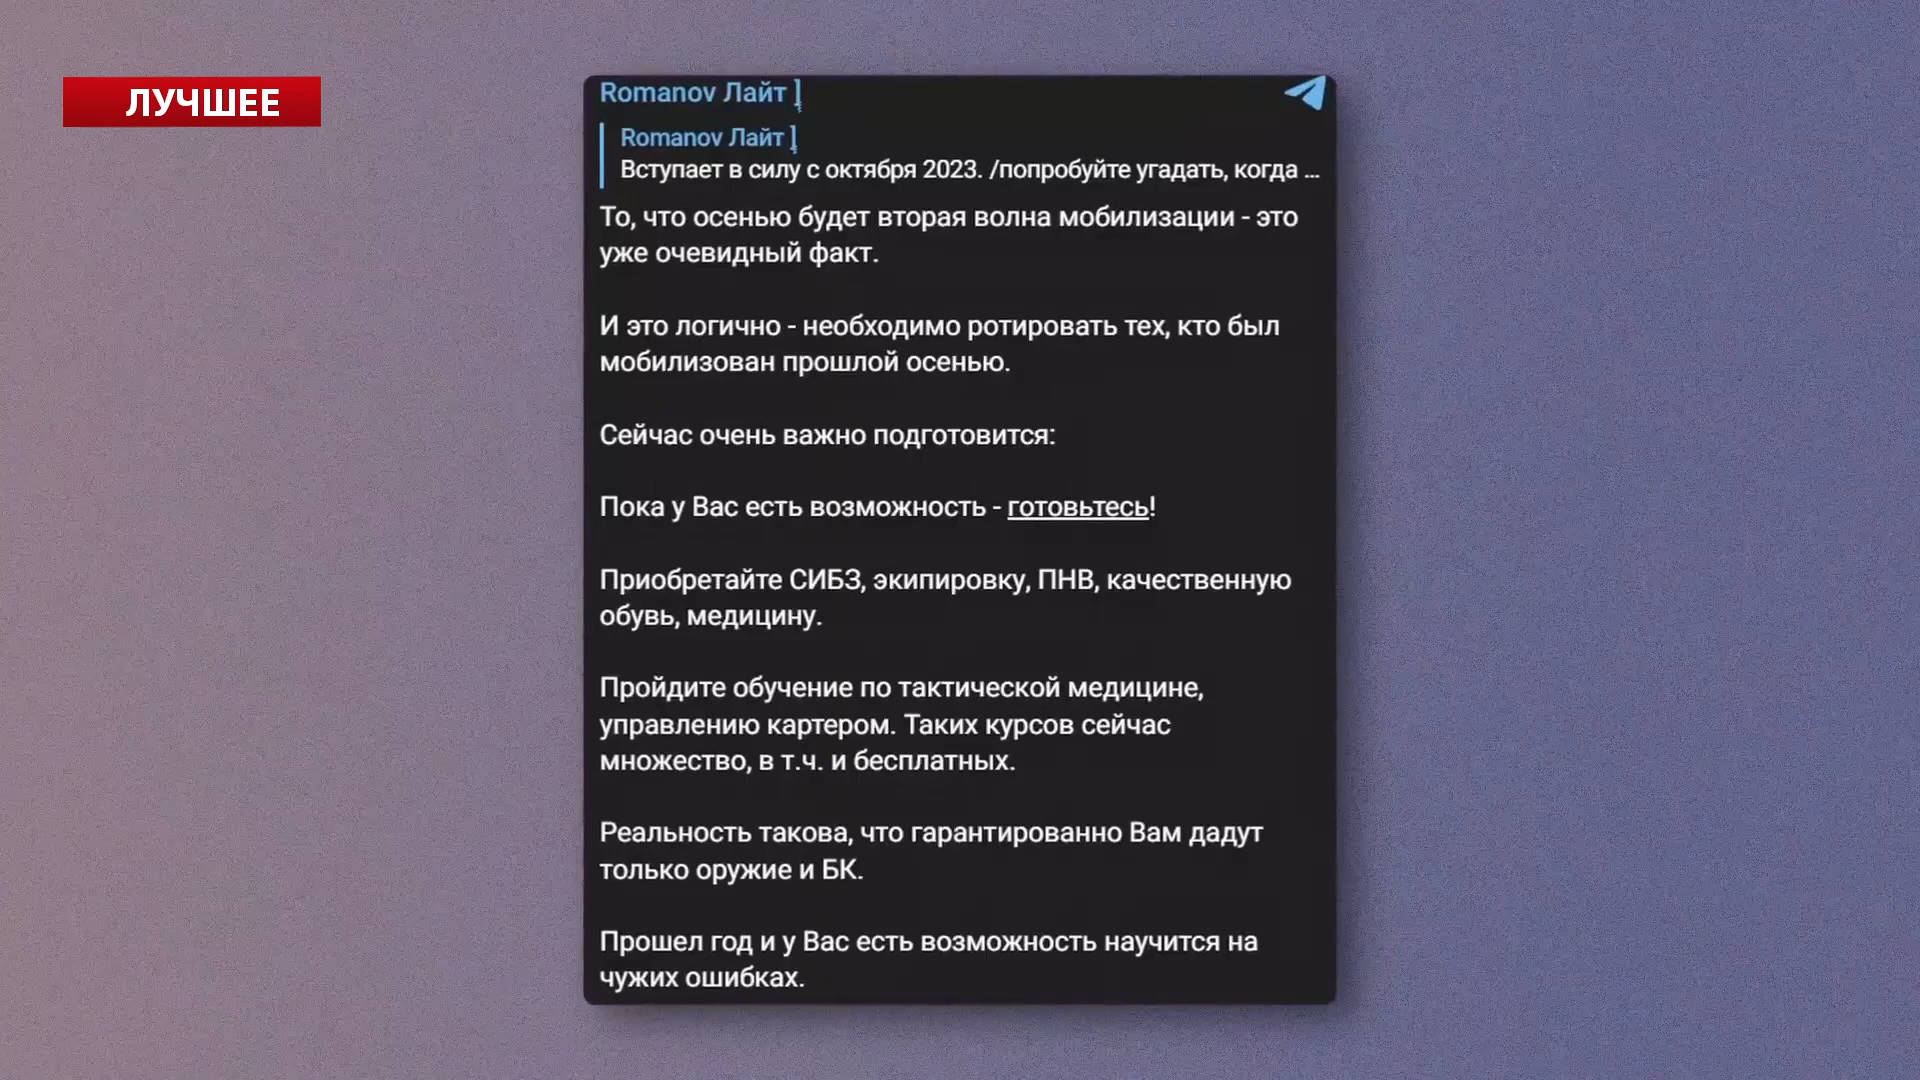 ЛУЧШЕЕ
Romanov Лайт
Romanov Лайт
Вступает в силу с октября 2023. /попробуйте угадать, когда ...
То, что осенью будет вторая волна мобилизации - это
уже очевидный факт.
И это логично - необходимо ротировать тех, кто был
мобилизован прошлой осенью.
Сейчас очень важно подготовится:
Пока у Вас есть возможность - готовьтесь!
Приобретайте СИБЗ, экипировку, ПНВ, качественную
обувь, медицину.
Пройдите обучение по тактической медицине,
управлению картером. Таких курсов сейчас
множество, в т.ч. и бесплатных.
Реальность такова, что гарантированно Вам дадут
только оружие и БК.
Прошел год и у Вас есть возможность научится на
чужих ошибках.